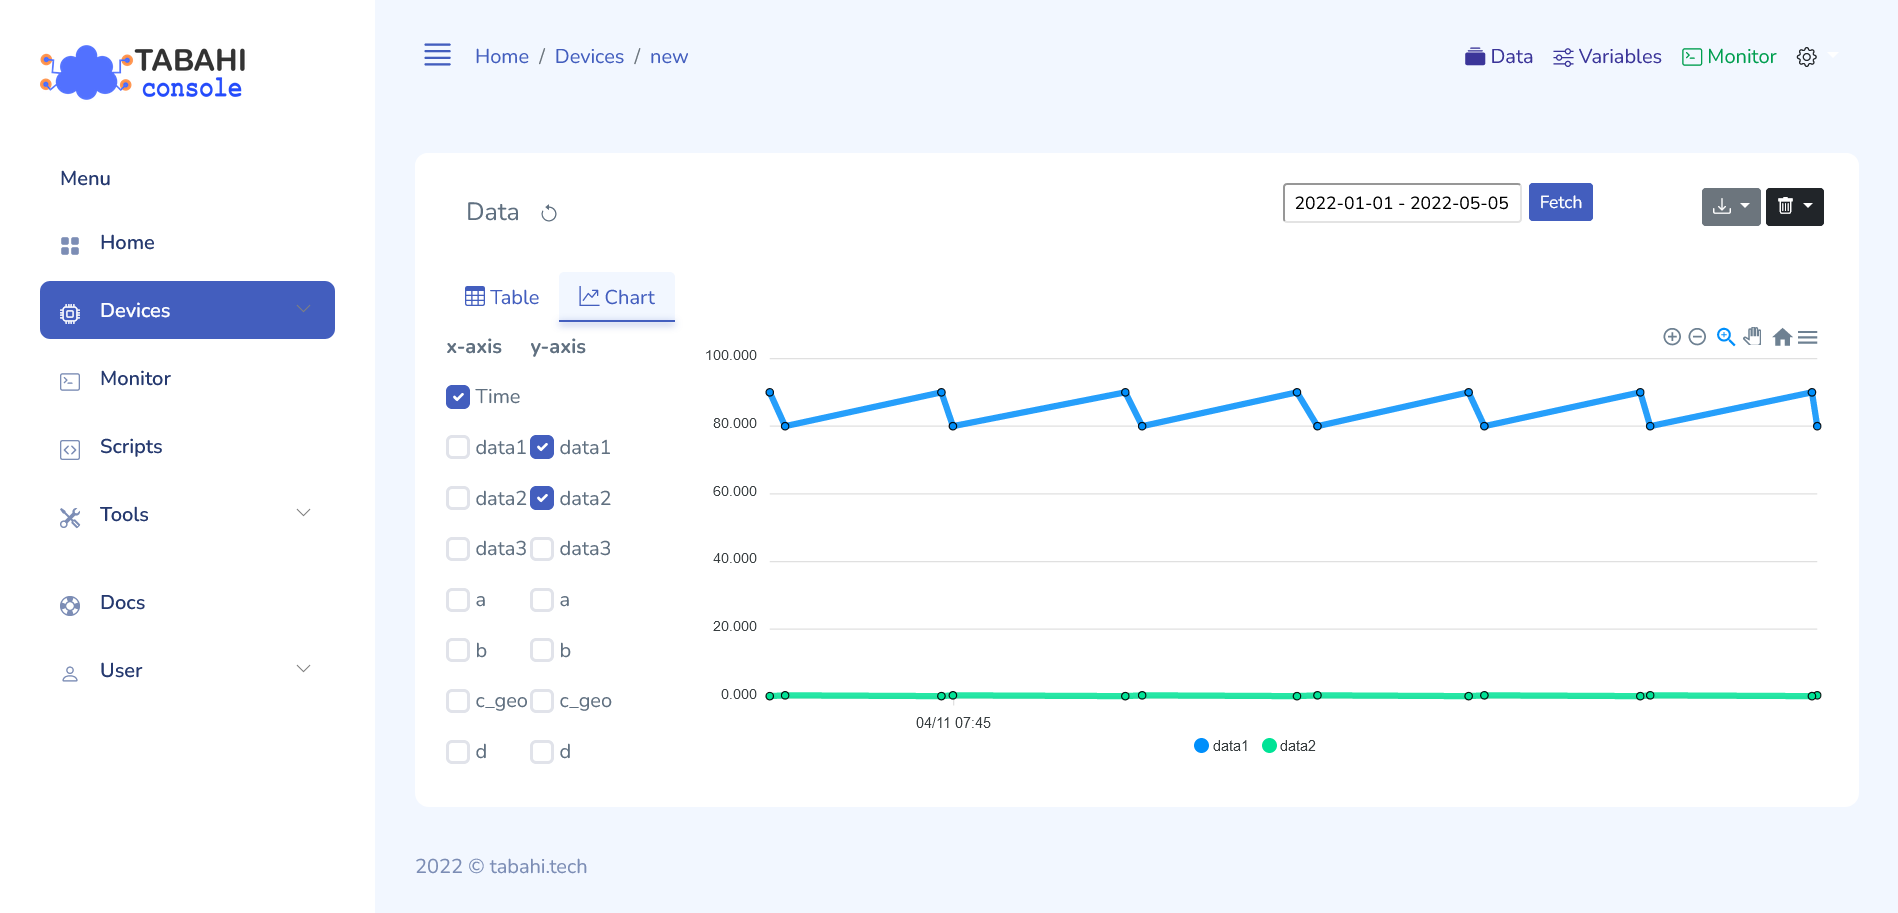 TABAHI
console
Menu
Home
Devices
Monitor
Scripts
Tools
Docs
User
Home / Devices / new
Data
Variables
Monitor
Data
2022-01-01 - 2022-05-05
Fetch
Table
Chart
x-axis y-axis
Time
data1 data1
data2 data2
data3 data3
a a
b b
c_geo c_geo
d d
100.000
80.000
60.000
40.000
20.000
0.000
04/11 07:45
data1 data2
2022 © tabahi.tech